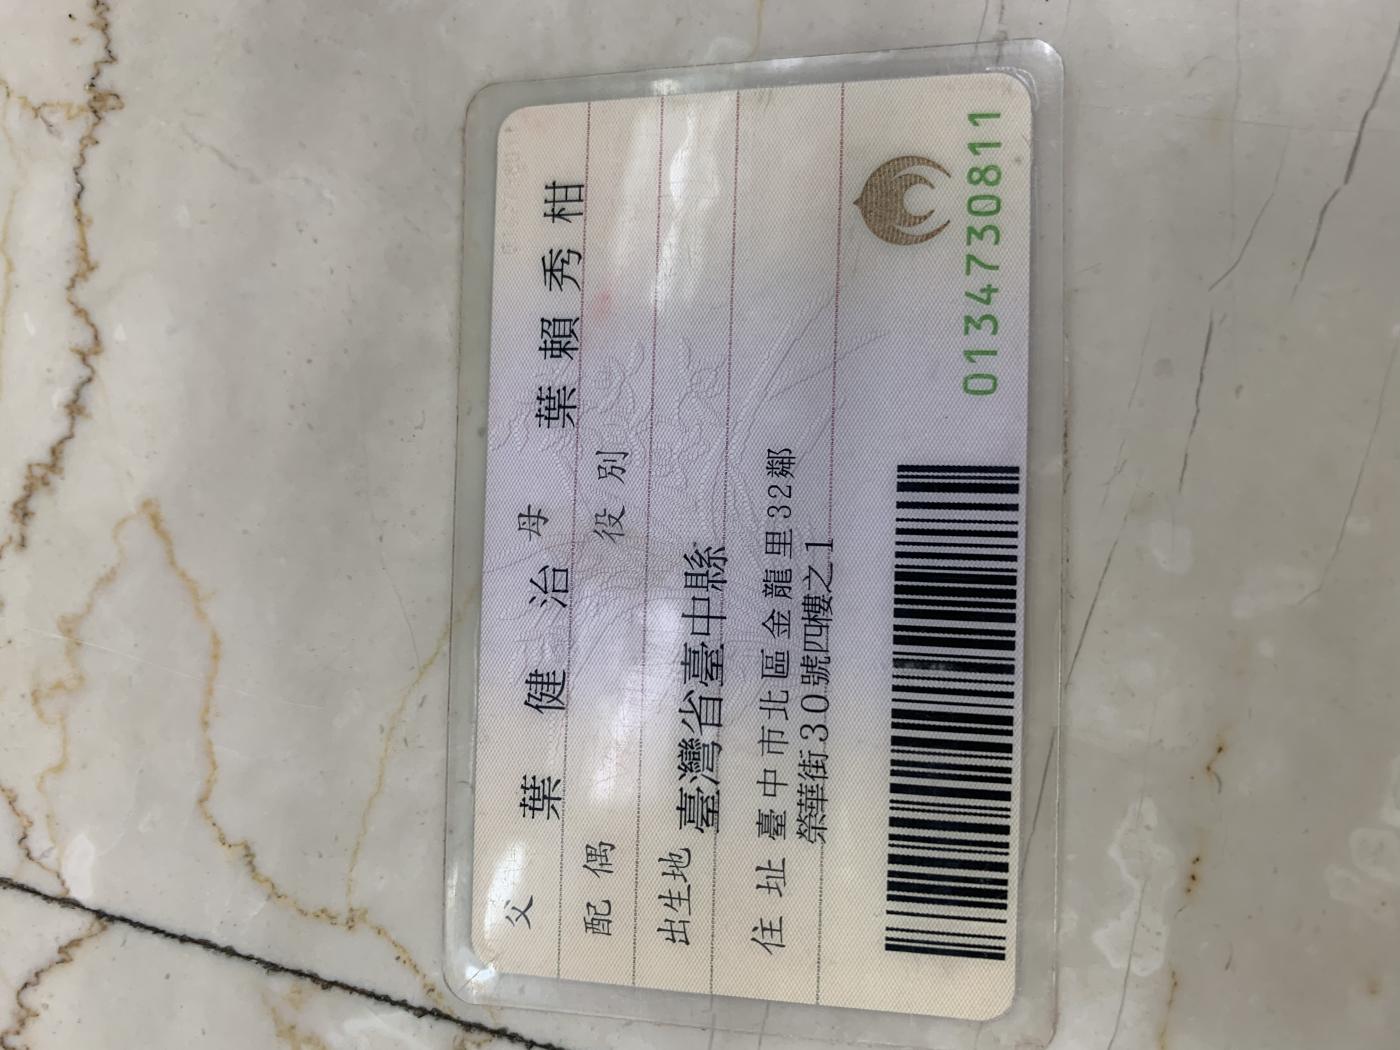 父 葉 健 治 母 葉 賴 秀 柑
配 偶 役 別
出生地 臺灣省臺中縣
住 址 臺中市北區金龍里32鄰
榮華街30號四樓之1
0134730811